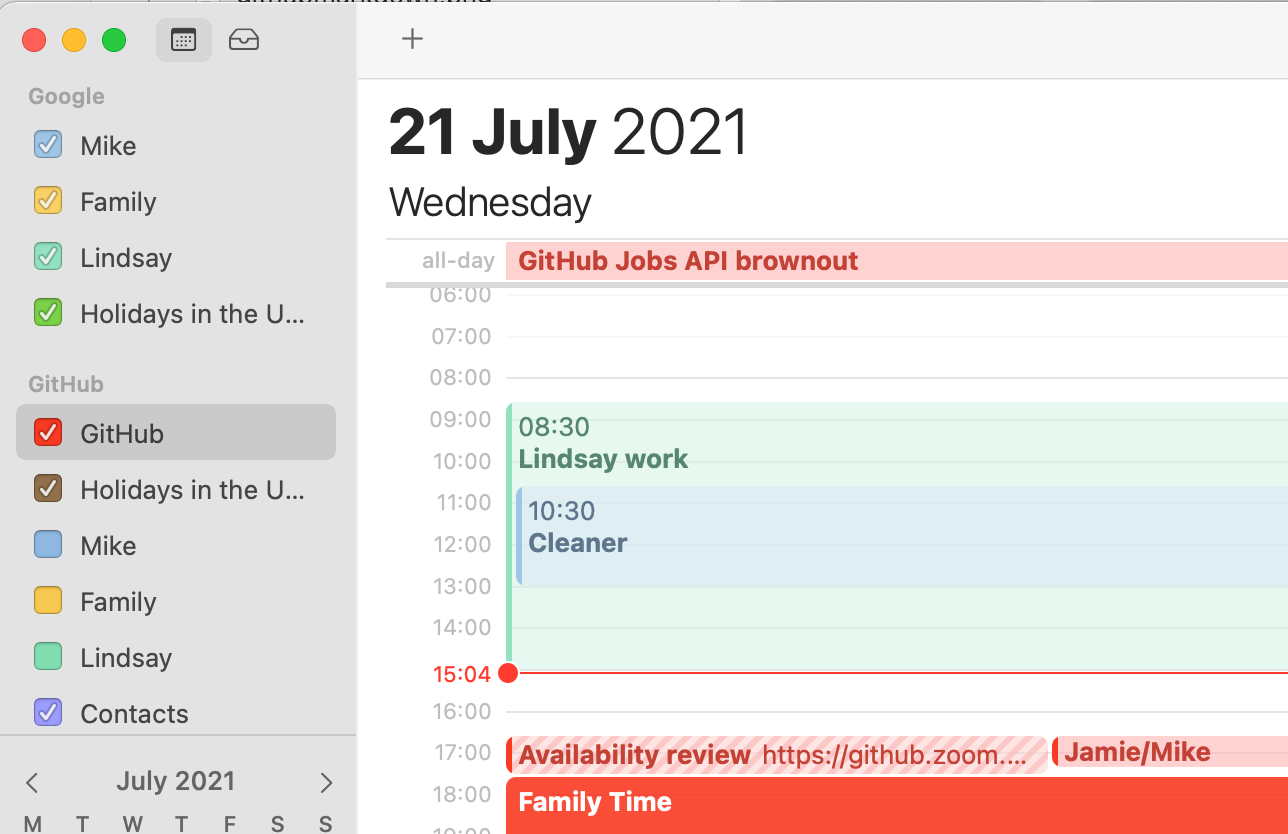 Google
Mike
Family
Lindsay
Holidays in the U...
GitHub
GitHub
Holidays in the U...
Mike
Family
Lindsay
Contacts
July 2021
M T W T F S S
21 July 2021
Wednesday
all-day GitHub Jobs API brownout
06:00
07:00
08:00
09:00
08:30
Lindsay work
10:00
11:00
10:30
Cleaner
12:00
13:00
14:00
15:04
16:00
17:00
Availability review https://github.zoom....
Jamie/Mike
18:00
Family Time